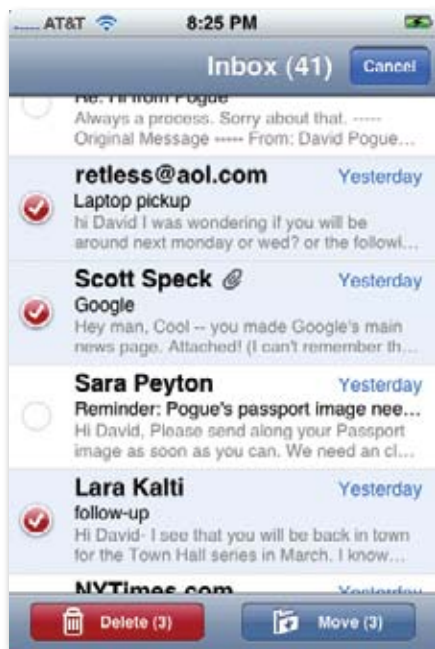 AT&T 8:25 PM
Inbox (41) Cancel
Re: Hi from Pogue
Always a process. Sorry about that. -----
Original Message ----- From: David Pogue...
retless@aol.com Yesterday
Laptop pickup
hi David I was wondering if you will be
around next monday or wed? or the followi...
Scott Speck Yesterday
Google
Hey man, Cool -- you made Google's main
news page. Attached! (I can't remember th...
Sara Peyton Yesterday
Reminder: Pogue's passport image nee...
Hi David, Please send along your Passport
image as soon as you can. We need an cl...
Lara Kalti Yesterday
follow-up
Hi David- I see that you will be back in town
for the Town Hall series in March. I know...
NYTimes.com Yesterday
Delete (3) Move (3)